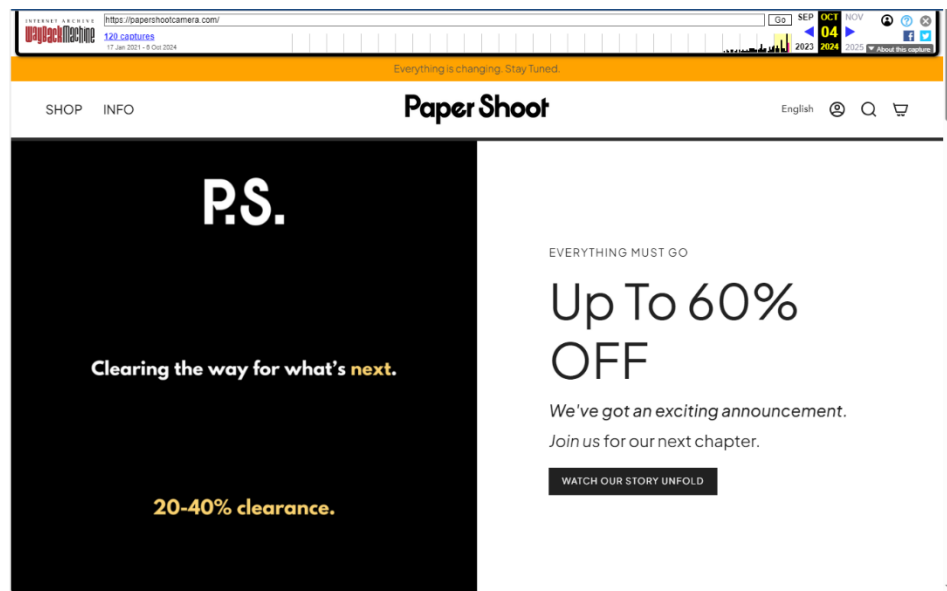 INTERNET ARCHIVE
WayBackMachine
https://papershootcamera.com/
Go
SEP OCT NOV
120 captures
04
17 Jan 2021 - 6 Oct 2024
2023 2024 2025
About this capture
Everything is changing. Stay Tuned.
SHOP INFO
Paper Shoot
English
P.S.
Clearing the way for what's next.
20-40% clearance.
EVERYTHING MUST GO
Up To 60%
OFF
We've got an exciting announcement.
Join us for our next chapter.
WATCH OUR STORY UNFOLD